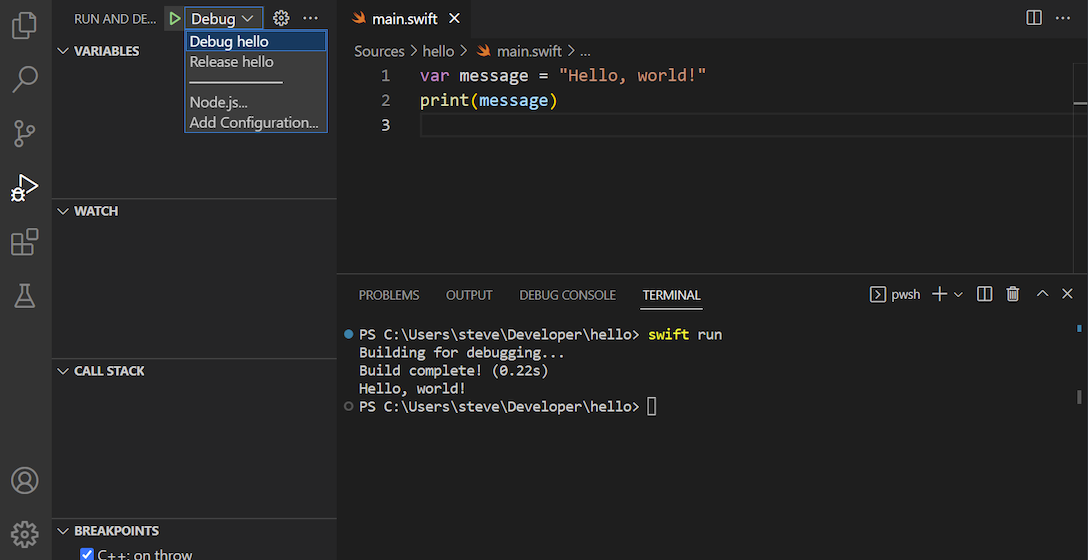 RUN AND DE...
Debug
Debug hello
Release hello
Node.js...
Add Configuration...
VARIABLES
WATCH
CALL STACK
BREAKPOINTS
C++: on throw
main.swift
Sources > hello > main.swift > ...
1 var message = "Hello, world!"
2 print(message)
3
PROBLEMS OUTPUT DEBUG CONSOLE TERMINAL pwsh
PS C:\Users\steve\Developer\hello> swift run
Building for debugging...
Build complete! (0.22s)
Hello, world!
PS C:\Users\steve\Developer\hello>